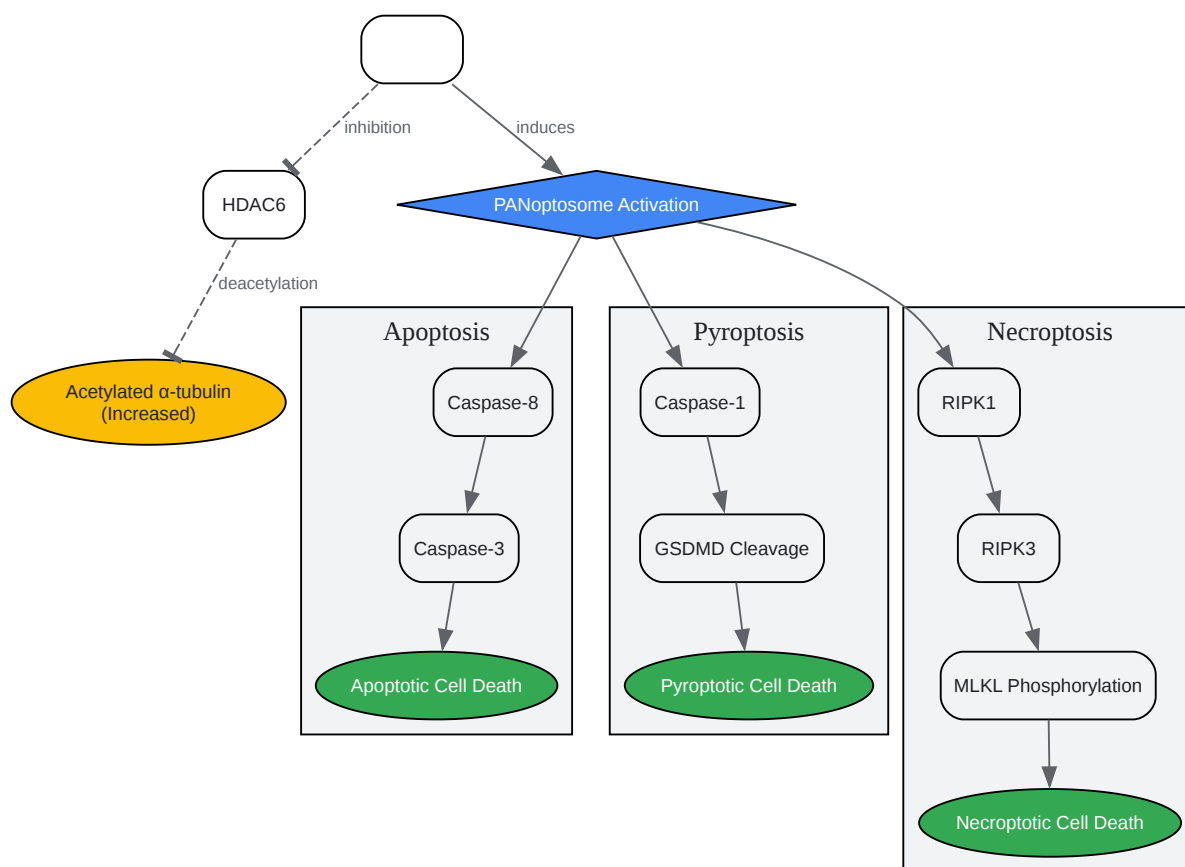 inhibition
induces
HDAC6
PANoptosome Activation
deacetylation
Apoptosis
Pyroptosis
Necroptosis
Acetylated α-tubulin
(Increased)
Caspase-8
Caspase-1
RIPK1
Caspase-3
GSDMD Cleavage
RIPK3
Apoptotic Cell Death
Pyroptotic Cell Death
MLKL Phosphorylation
Necroptotic Cell Death